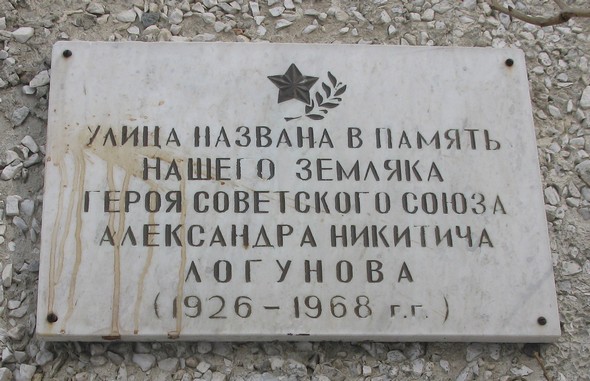 УЛИЦА НАЗВАНА В ПАМЯТЬ
НАШЕГО ЗЕМЛЯКА
ГЕРОЯ СОВЕТСКОГО СОЮЗА
АЛЕКСАНДРА НИКИТИЧА
ЛОГУНОВА
(1926 – 1968 г.г.)